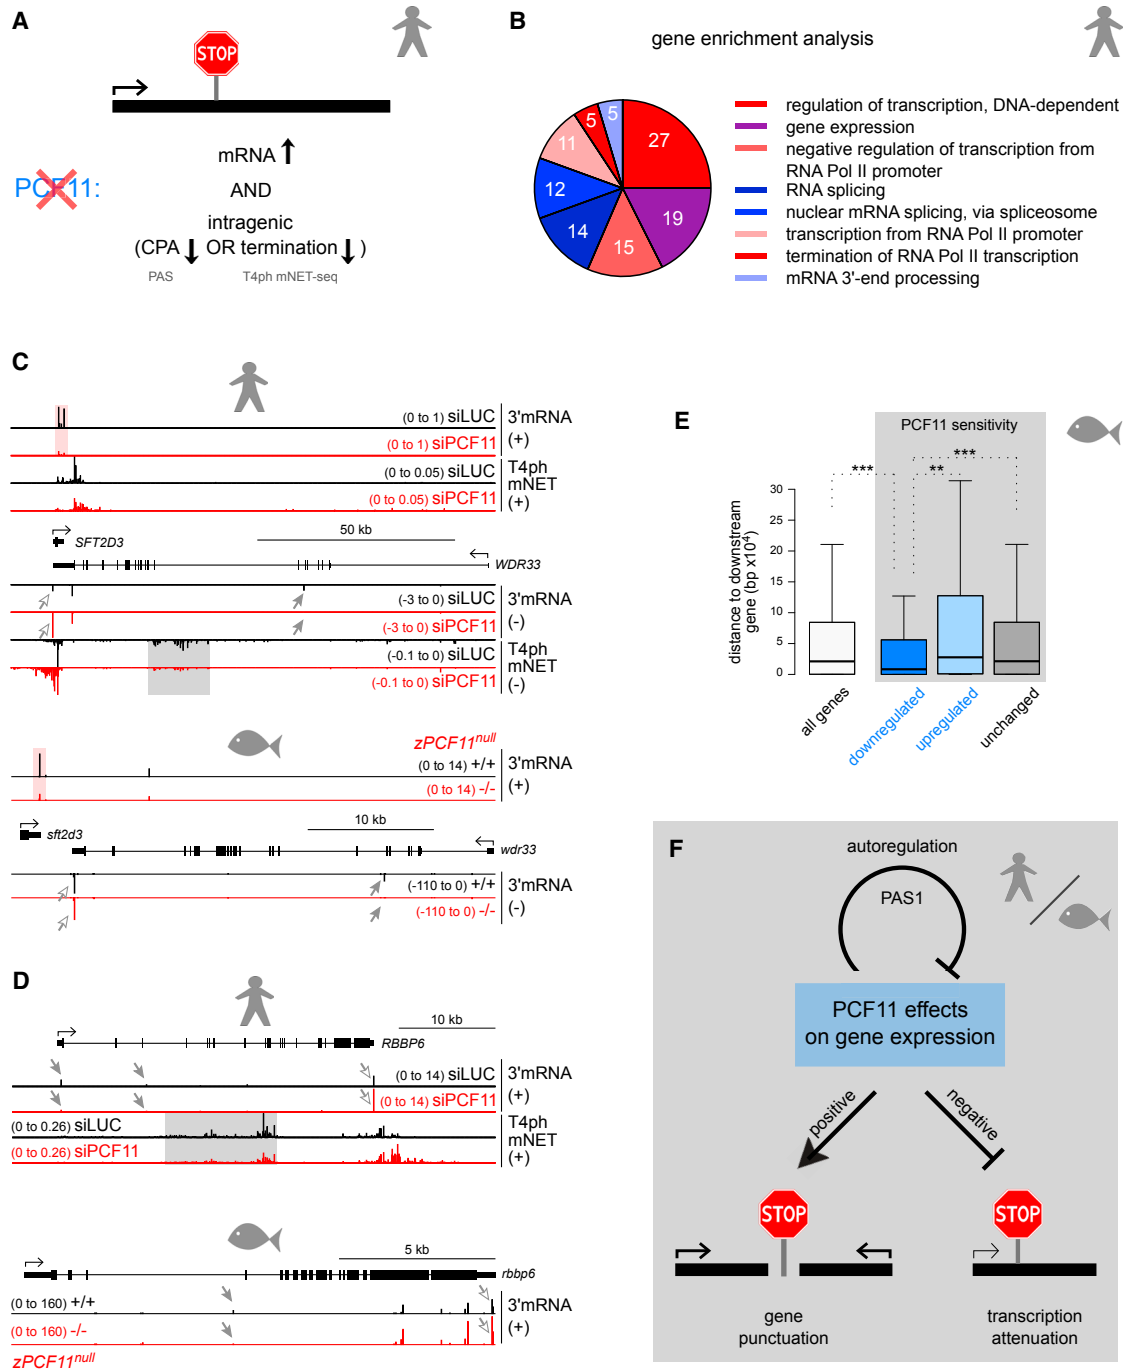 A
STOP
PCF11:
mRNA
AND
intragenic
(CPA OR termination )
PAS T4ph mNET-seq
B
gene enrichment analysis
27
19
15
14
12
11
5
5
regulation of transcription, DNA-dependent
gene expression
negative regulation of transcription from
RNA Pol II promoter
RNA splicing
nuclear mRNA splicing, via spliceosome
transcription from RNA Pol II promoter
termination of RNA Pol II transcription
mRNA 3'-end processing
C
(0 to 1) siLUC
(0 to 1) siPCF11
3'mRNA
(+)
(0 to 0.05) siLUC
(0 to 0.05) siPCF11
T4ph
mNET
(+)
50 kb
SFT2D3
WDR33
(-3 to 0) siLUC
(-3 to 0) siPCF11
3'mRNA
(-)
(-0.1 to 0) siLUC
(-0.1 to 0) siPCF11
T4ph
mNET
(-)
zPCF11null
(0 to 14) +/+
(0 to 14) -/-
3'mRNA
(+)
10 kb
sft2d3
wdr33
(-110 to 0) +/+
(-110 to 0) -/-
3'mRNA
(-)
D
10 kb
RBBP6
(0 to 14) siLUC
(0 to 14) siPCF11
3'mRNA
(+)
(0 to 0.26) siLUC
(0 to 0.26) siPCF11
T4ph
mNET
(+)
5 kb
rbbp6
(0 to 160) +/+
(0 to 160) -/-
3'mRNA
(+)
zPCF11null
E
PCF11 sensitivity
*** ** ***
distance to downstream
gene (bp x104)
30
25
20
15
10
5
0
all genes
downregulated
upregulated
unchanged
F
autoregulation
PAS1
PCF11 effects
on gene expression
positive
negative
STOP
STOP
gene
punctuation
transcription
attenuation